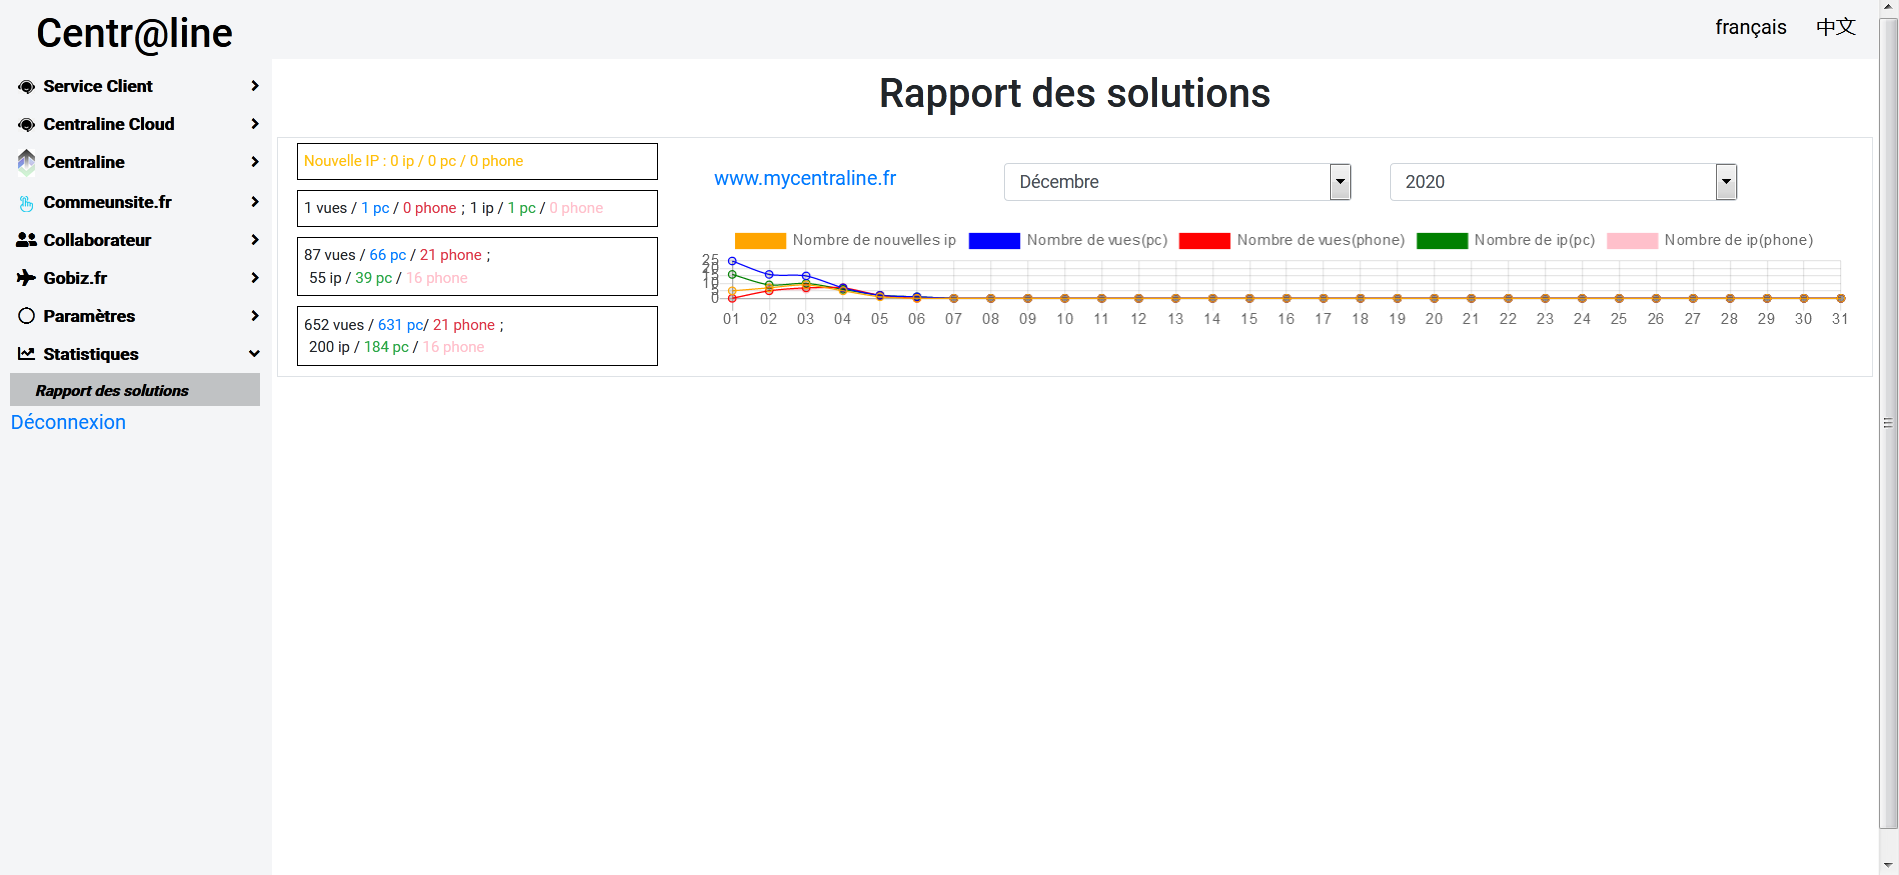 Centr@line
français 中文
Service Client
Centraline Cloud
Centraline
Commeunsite.fr
Collaborateur
Gobiz.fr
Paramètres
Statistiques
Rapport des solutions
Déconnexion
Rapport des solutions
Nouvelle IP : 0 ip / 0 pc / 0 phone
1 vues / 1 pc / 0 phone ; 1 ip / 1 pc / 0 phone
87 vues / 66 pc / 21 phone ;
55 ip / 39 pc / 16 phone
652 vues / 631 pc/ 21 phone ;
200 ip / 184 pc / 16 phone
www.mycentraline.fr
Décembre
2020
Nombre de nouvelles ip Nombre de vues(pc) Nombre de vues(phone) Nombre de ip(pc) Nombre de ip(phone)
25
20
15
10
5
0
01 02 03 04 05 06 07 08 09 10 11 12 13 14 15 16 17 18 19 20 21 22 23 24 25 26 27 28 29 30 31